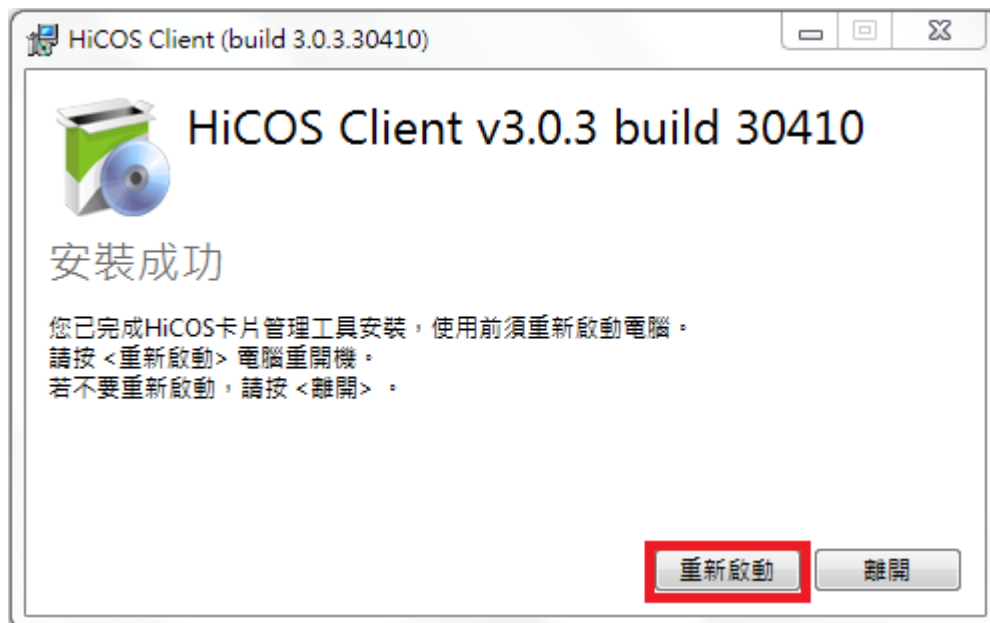 HiCOS Client (build 3.0.3.30410)
HiCOS Client v3.0.3 build 30410
安裝成功
您已完成HiCOS卡片管理工具安裝，使用前須重新啟動電腦。
請按 <重新啟動> 電腦重開機。
若不要重新啟動，請按 <離開> 。
重新啟動
離開